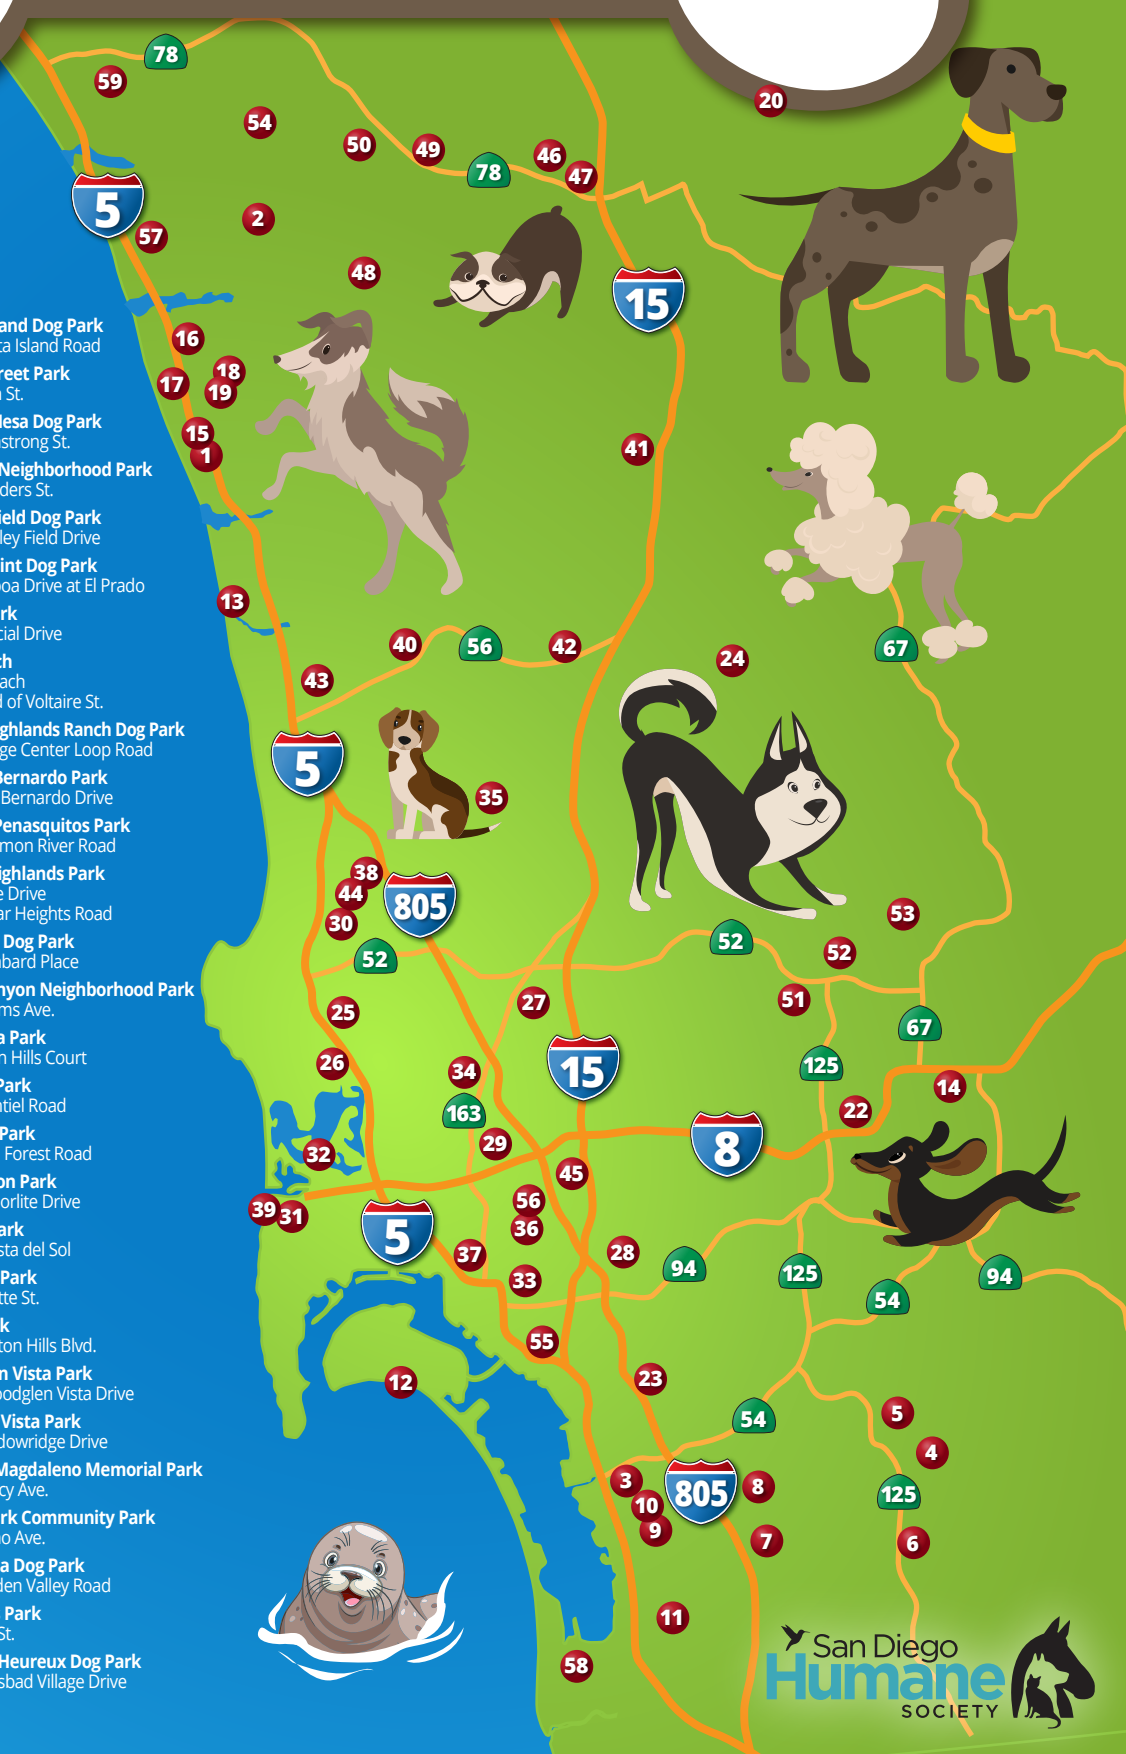 and Dog Park
ta Island Road
reet Park
St.
Mesa Dog Park
strong St.
Neighborhood Park
ders St.
ield Dog Park
ley Field Drive
int Dog Park
boa Drive at El Prado
rk
cial Drive
ch
ach
d of Voltaire St.
ghlands Ranch Dog Park
ge Center Loop Road
Bernardo Park
Bernardo Drive
Penasquitos Park
mon River Road
ighlands Park
e Drive
ar Heights Road
Dog Park
bard Place
nyon Neighborhood Park
ms Ave.
a Park
n Hills Court
Park
tiel Road
Park
Forest Road
on Park
orlite Drive
ark
sta del Sol
Park
tte St.
k
ton Hills Blvd.
n Vista Park
oodglen Vista Drive
Vista Park
dowridge Drive
Magdaleno Memorial Park
cy Ave.
rk Community Park
o Ave.
a Dog Park
den Valley Road
Park
St.
Heureux Dog Park
sbad Village Drive
78
59
20
54
50
49
46
78
47
5
2
57
48
15
16
18
17
19
15
1
41
13
40
56
42
67
24
43
5
35
38
44
805
30
53
52
52
52
51
27
25
67
26
34
15
125
14
163
22
29
8
32
45
56
39
31
36
5
37
28
94
125
94
33
54
55
12
23
5
54
4
3
805
8
125
10
9
7
6
11
58
San Diego
Humane
SOCIETY